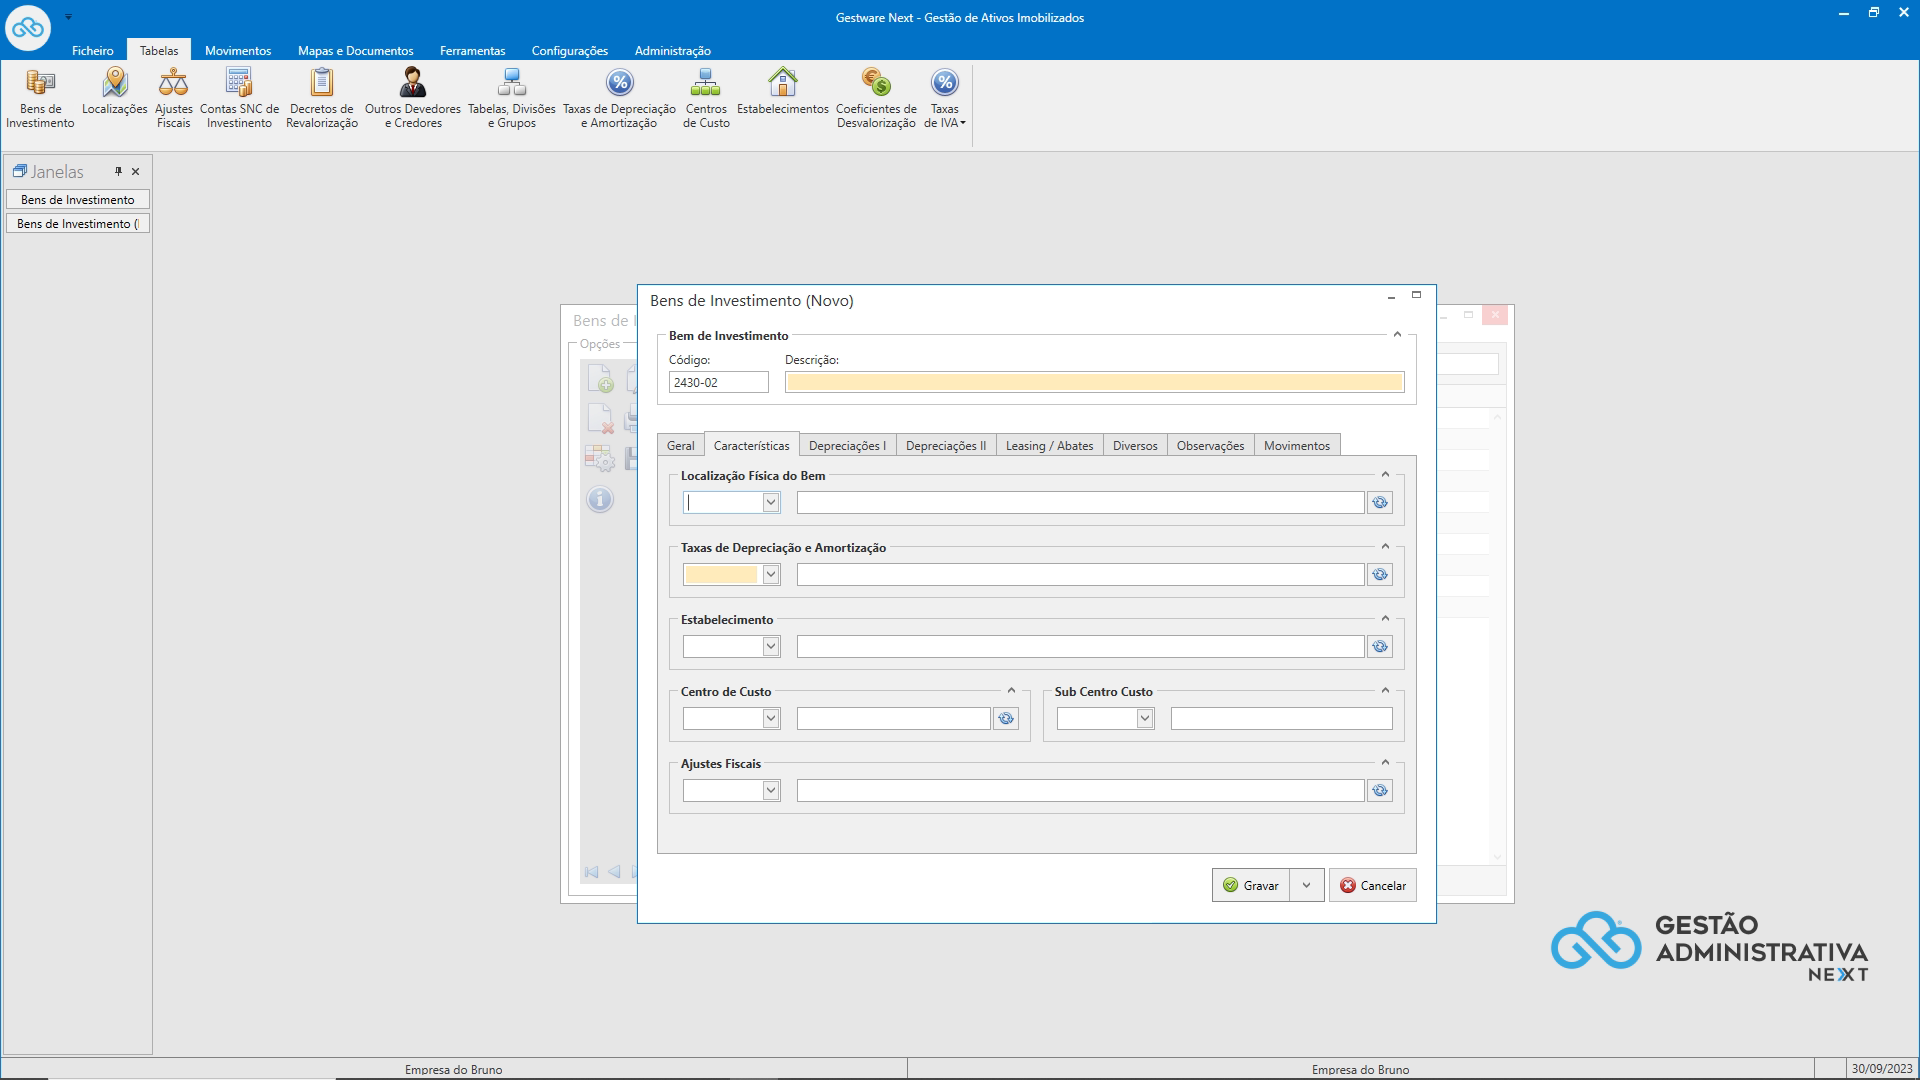 Gestware Next - Gestão de Ativos Imobilizados
Ficheiro Tabelas Movimentos Mapas e Documentos Ferramentas Configurações Administração
Bens de Investimento
Localizações
Ajustes Fiscais
Contas SNC de Investinento
Decretos de Revalorização
Outros Devedores e Credores
Tabelas, Divisões e Grupos
Taxas de Depreciação e Amortização
Centros de Custo
Estabelecimentos
Coeficientes de Desvalorização
Taxas de IVA
Janelas
Bens de Investimento
Bens de Investimento (
Bens de I
Opções
Bens de Investimento (Novo)
Bem de Investimento
Código: Descrição:
2430-02
Geral Características Depreciações I Depreciações II Leasing / Abates Diversos Observações Movimentos
Localização Física do Bem
Taxas de Depreciação e Amortização
Estabelecimento
Centro de Custo Sub Centro Custo
Ajustes Fiscais
Gravar Cancelar
GESTÃO
ADMINISTRATIVA
NEXT
Empresa do Bruno Empresa do Bruno 30/09/2023